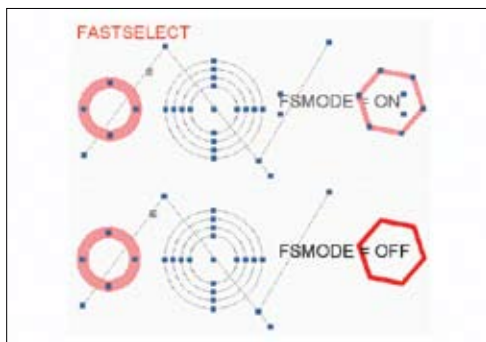 FASTSELECT
FSMODE = ON
FSMODE = OFF